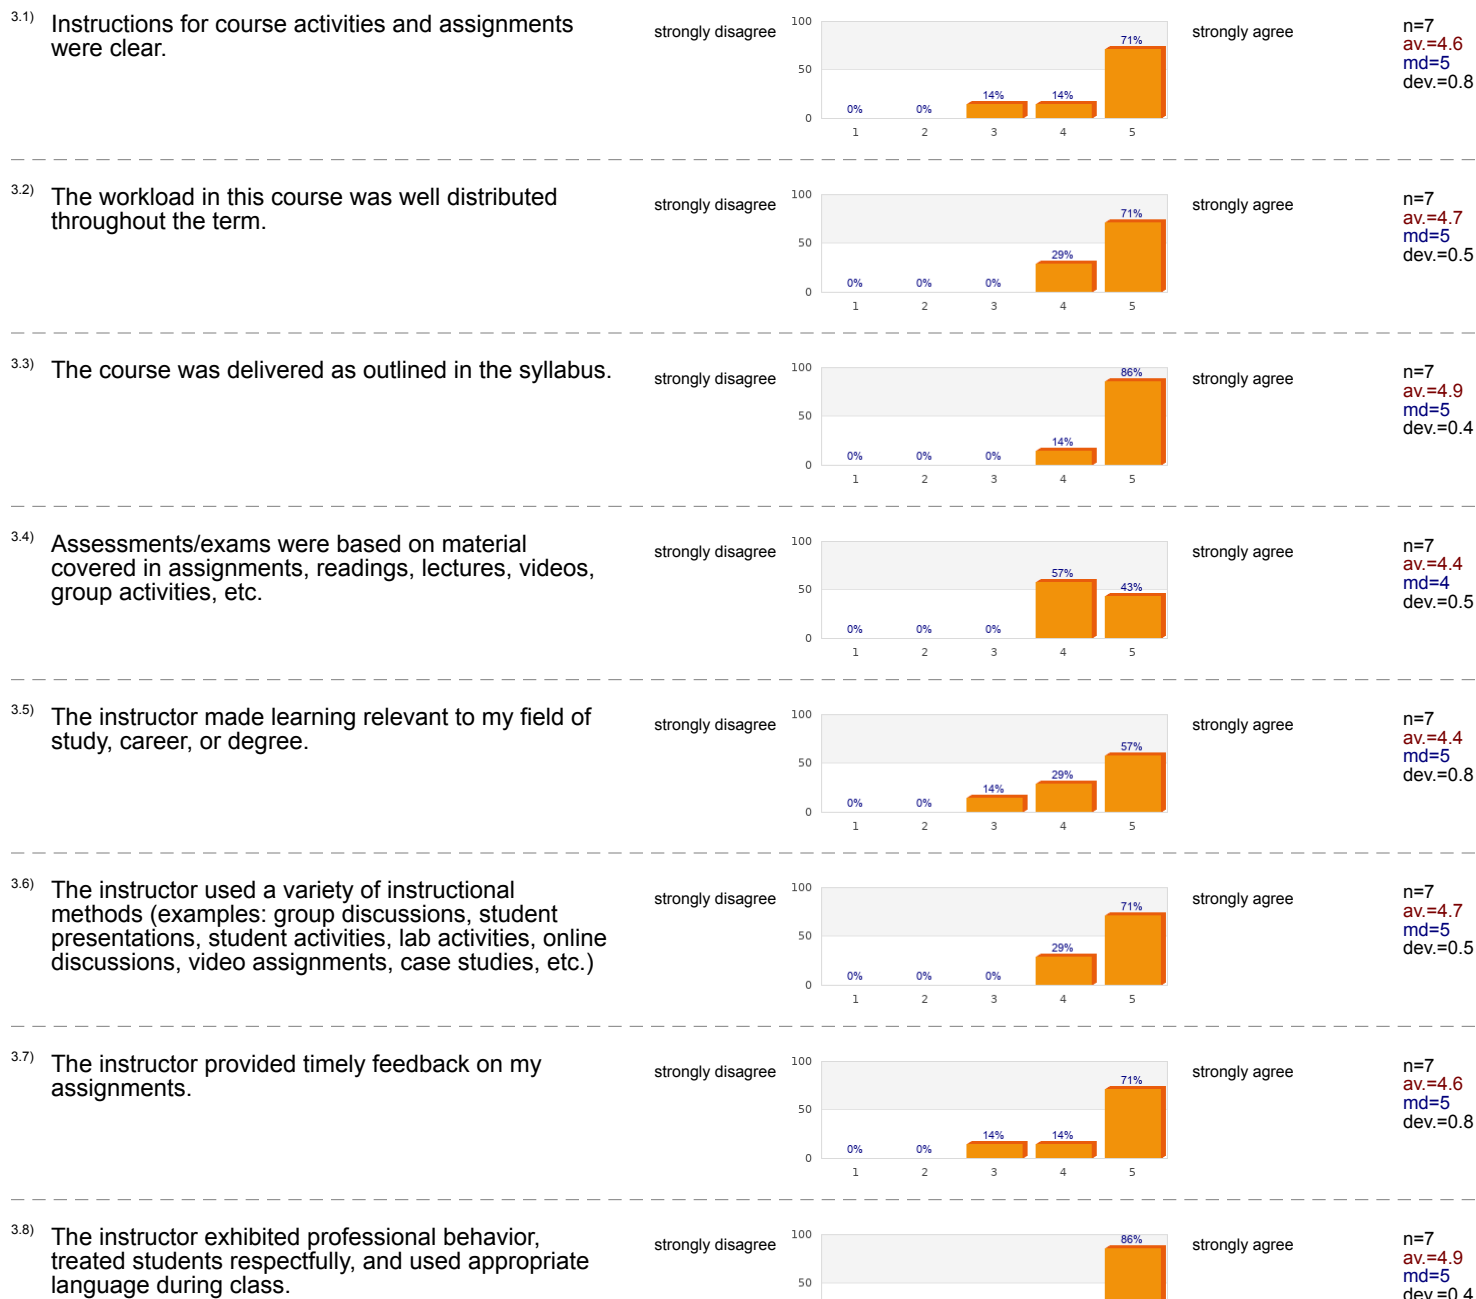 3.1) Instructions for course activities and assignments
were clear.
strongly disagree
strongly agree
100
50
0
0%
0%
14%
14%
71%
1 2 3 4 5
n=7
av.=4.6
md=5
dev.=0.8
3.2) The workload in this course was well distributed
throughout the term.
strongly disagree
strongly agree
100
50
0
0%
0%
0%
29%
71%
1 2 3 4 5
n=7
av.=4.7
md=5
dev.=0.5
3.3) The course was delivered as outlined in the syllabus.
strongly disagree
strongly agree
100
50
0
0%
0%
0%
14%
86%
1 2 3 4 5
n=7
av.=4.9
md=5
dev.=0.4
3.4) Assessments/exams were based on material
covered in assignments, readings, lectures, videos,
group activities, etc.
strongly disagree
strongly agree
100
50
0
0%
0%
0%
57%
43%
1 2 3 4 5
n=7
av.=4.4
md=4
dev.=0.5
3.5) The instructor made learning relevant to my field of
study, career, or degree.
strongly disagree
strongly agree
100
50
0
0%
0%
14%
29%
57%
1 2 3 4 5
n=7
av.=4.4
md=5
dev.=0.8
3.6) The instructor used a variety of instructional
methods (examples: group discussions, student
presentations, student activities, lab activities, online
discussions, video assignments, case studies, etc.)
strongly disagree
strongly agree
100
50
0
0%
0%
0%
29%
71%
1 2 3 4 5
n=7
av.=4.7
md=5
dev.=0.5
3.7) The instructor provided timely feedback on my
assignments.
strongly disagree
strongly agree
100
50
0
0%
0%
14%
14%
71%
1 2 3 4 5
n=7
av.=4.6
md=5
dev.=0.8
3.8) The instructor exhibited professional behavior,
treated students respectfully, and used appropriate
language during class.
strongly disagree
strongly agree
100
50
86%
n=7
av.=4.9
md=5
dev.=0.4